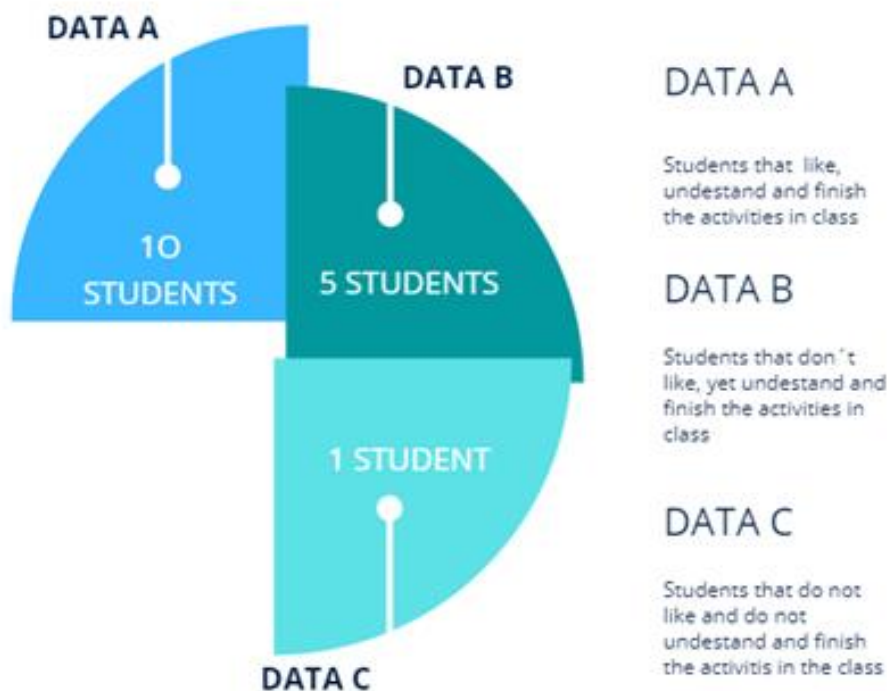 DATA A
10
STUDENTS
DATA B
5 STUDENTS
1 STUDENT
DATA C
DATA A
Students that like,
undestand and finish
the activities in class
DATA B
Students that don´t
like, yet undestand and
finish the activities in
class
DATA C
Students that do not
like and do not
undestand and finish
the activitis in the class